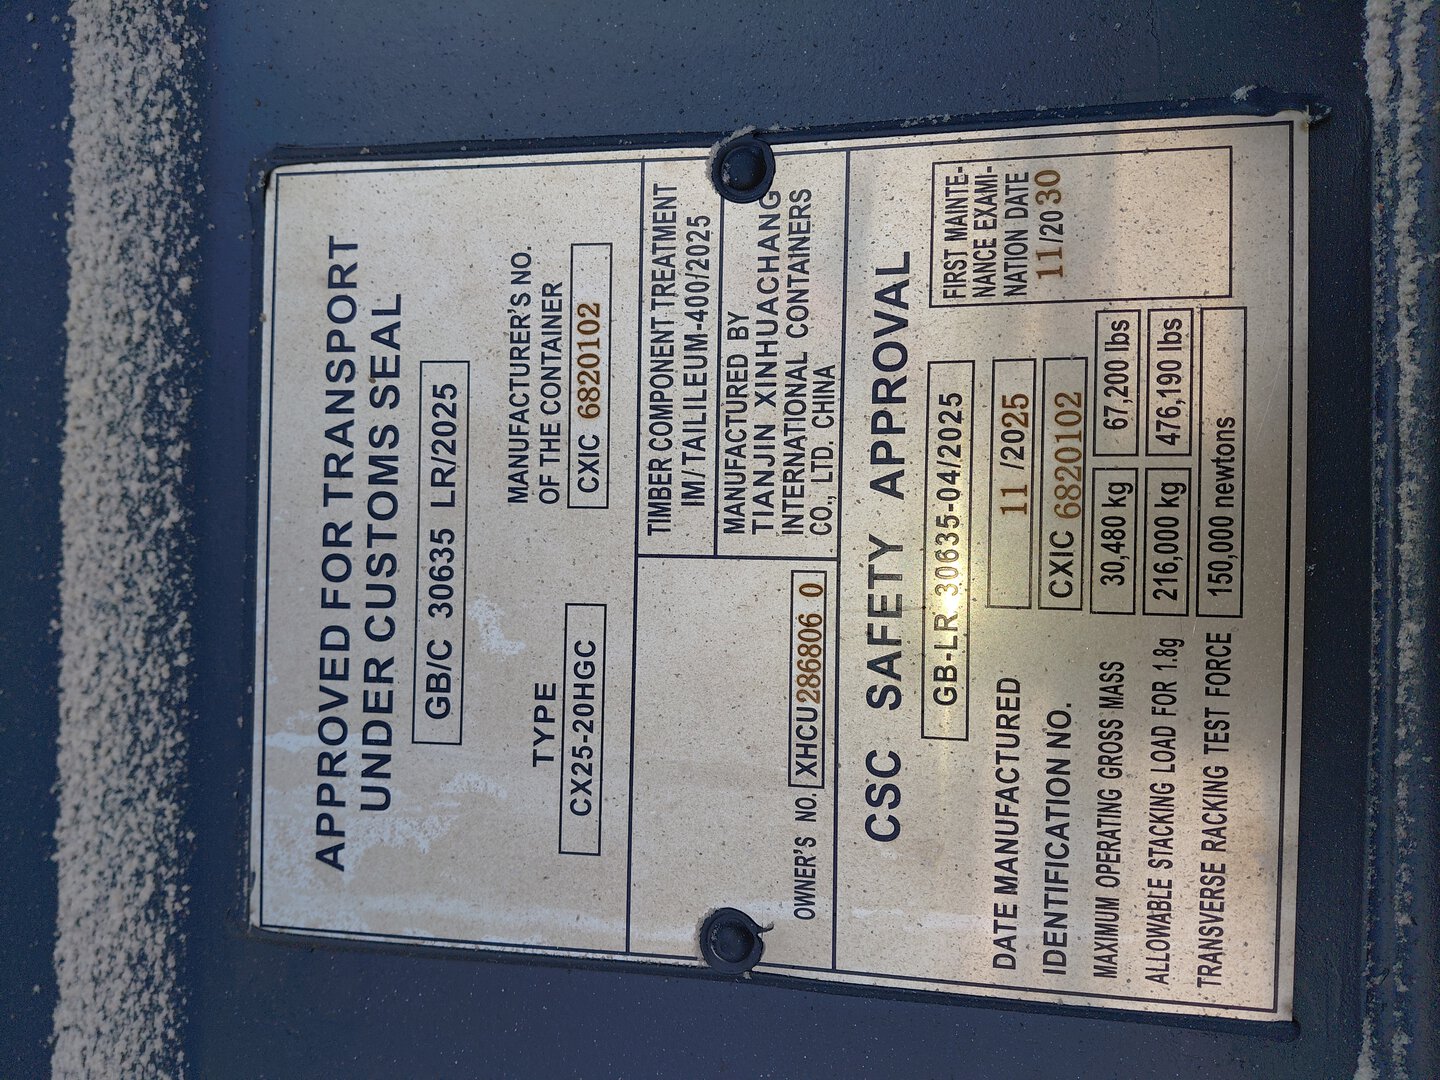 APPROVED FOR TRANSPORT
UNDER CUSTOMS SEAL
GB/C 30635 LR/2025
TYPE
CX25-20HGC
MANUFACTURER'S NO.
OF THE CONTAINER
CXIC 6820102
TIMBER COMPONENT TREATMENT
IM/TAILILEUM-400/2025
MANUFACTURED BY
TIANJIN XINHUACHANG
INTERNATIONAL CONTAINERS
CO., LTD. CHINA
OWNER'S NO. XHCU 286806 0
CSC SAFETY APPROVAL
GB-LR 30635-04/2025
DATE MANUFACTURED 11 /2025
IDENTIFICATION NO. CXIC 6820102
MAXIMUM OPERATING GROSS MASS 30,480 kg 67,200 lbs
ALLOWABLE STACKING LOAD FOR 1.8g 216,000 kg 476,190 lbs
TRANSVERSE RACKING TEST FORCE 150,000 newtons
FIRST MAINTE-
NANCE EXAMI-
NATION DATE
11/2030